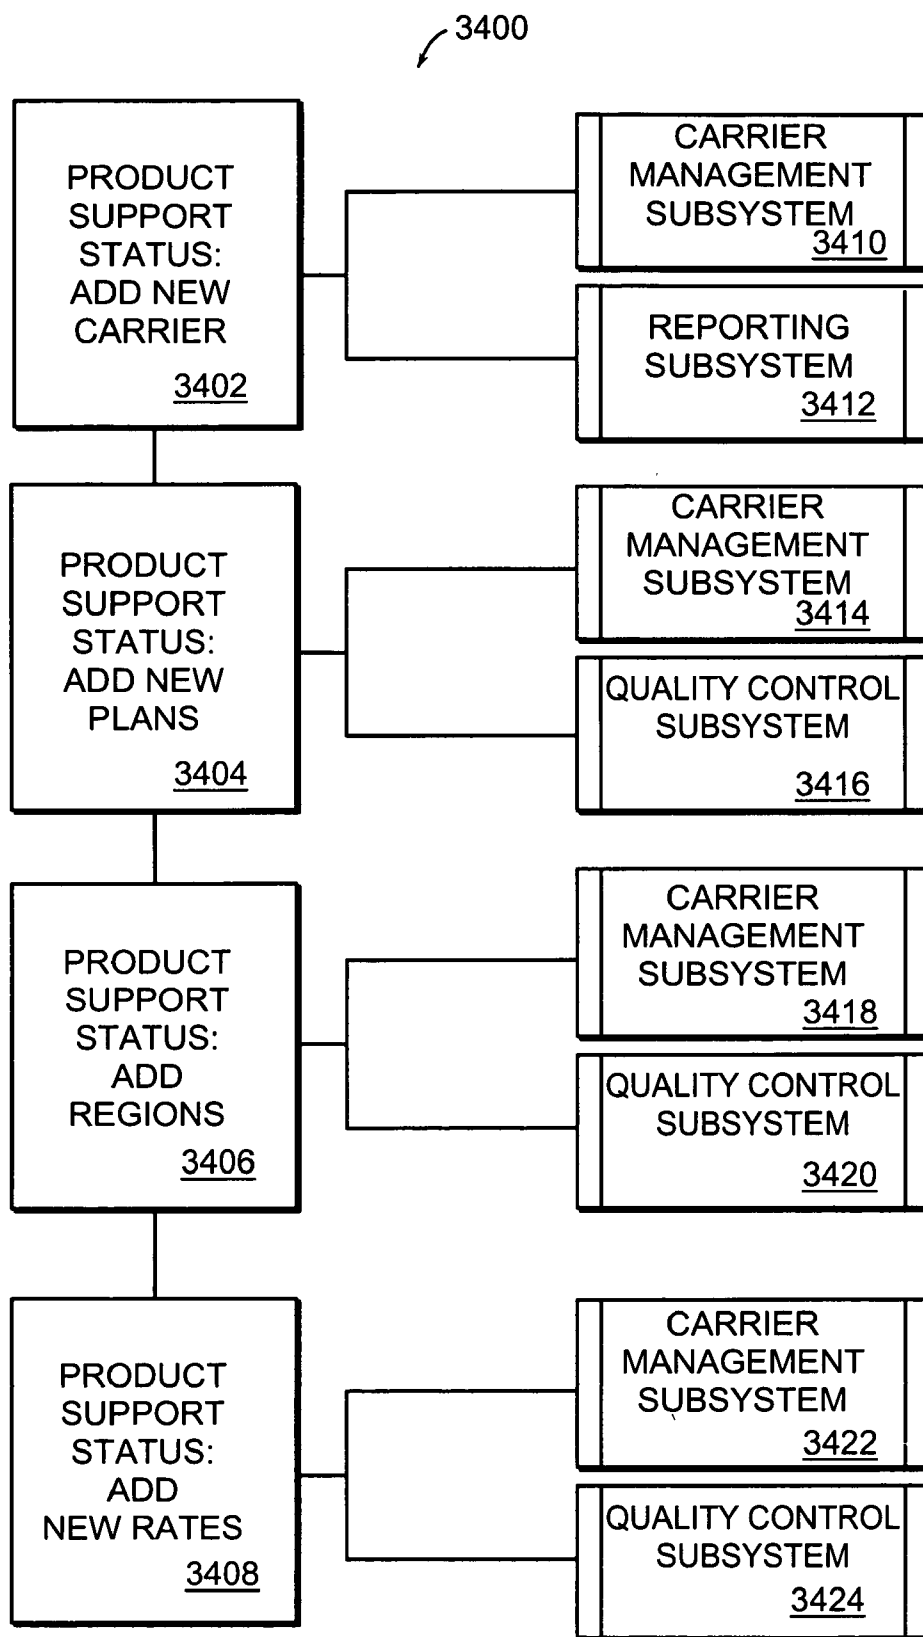 3400
PRODUCT
SUPPORT
STATUS:
ADD NEW
CARRIER
3402
CARRIER
MANAGEMENT
SUBSYSTEM
3410
REPORTING
SUBSYSTEM
3412
PRODUCT
SUPPORT
STATUS:
ADD NEW
PLANS
3404
CARRIER
MANAGEMENT
SUBSYSTEM
3414
QUALITY CONTROL
SUBSYSTEM
3416
PRODUCT
SUPPORT
STATUS:
ADD
REGIONS
3406
CARRIER
MANAGEMENT
SUBSYSTEM
3418
QUALITY CONTROL
SUBSYSTEM
3420
PRODUCT
SUPPORT
STATUS:
ADD
NEW RATES
3408
CARRIER
MANAGEMENT
SUBSYSTEM
3422
QUALITY CONTROL
SUBSYSTEM
3424